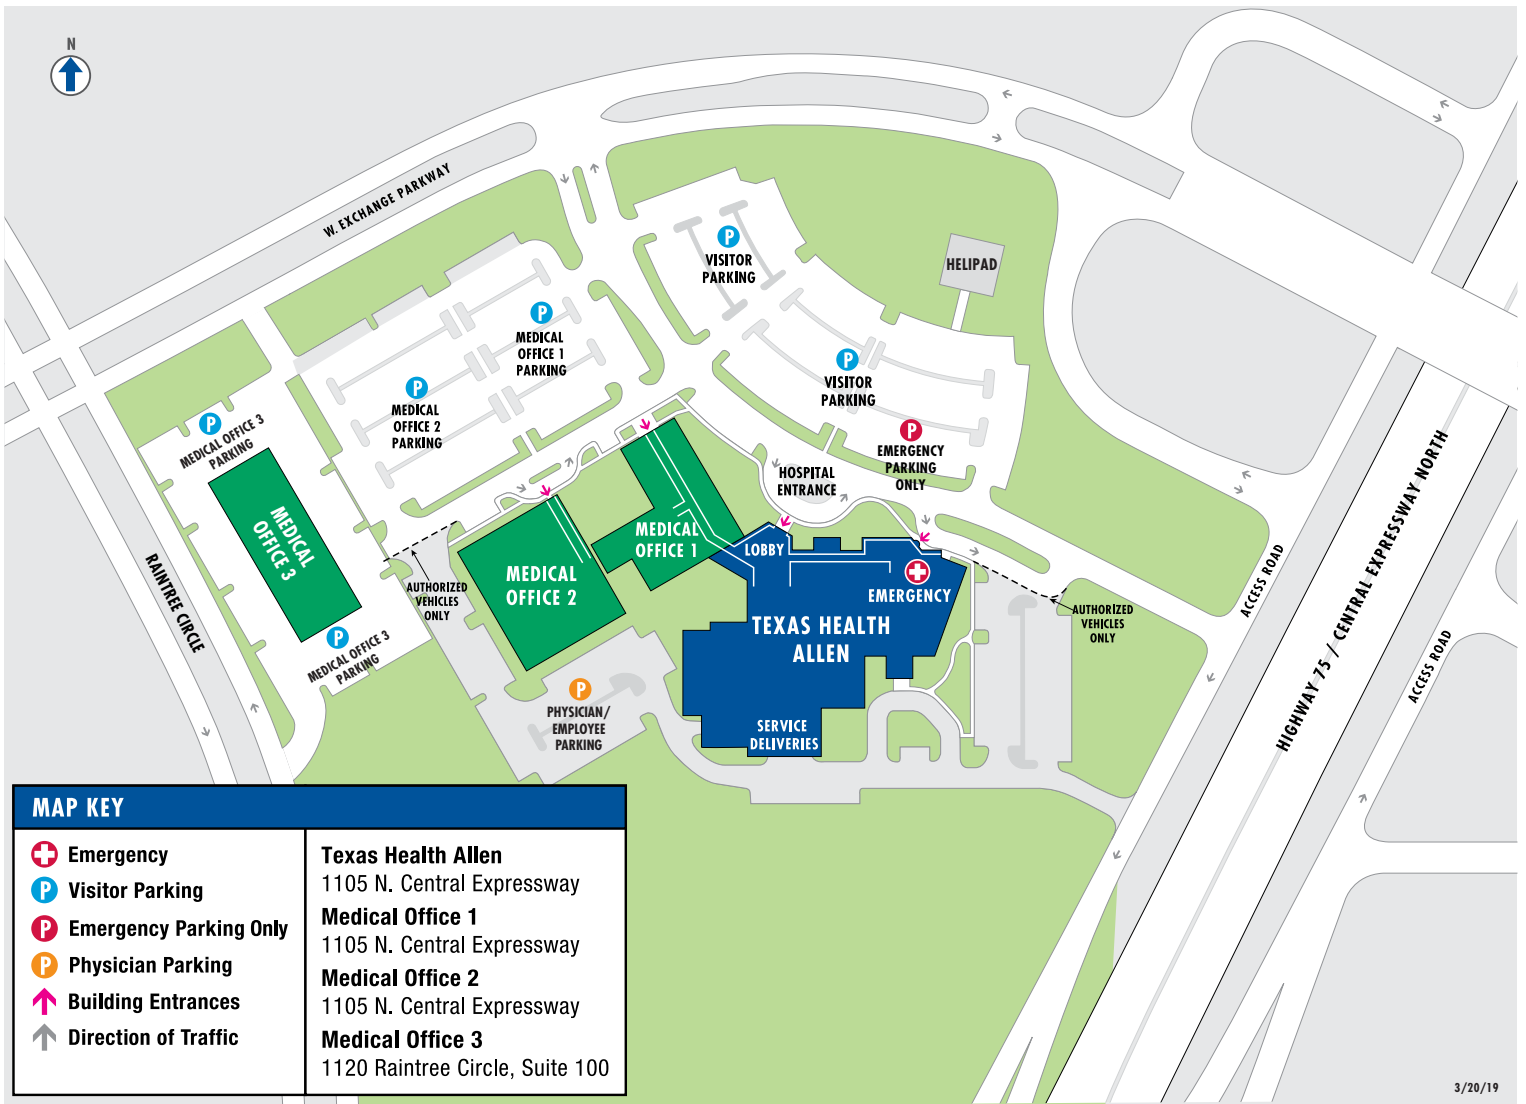 N
W. EXCHANGE PARKWAY
P
VISITOR
PARKING
HELIPAD
P
MEDICAL
OFFICE 1
PARKING
P
MEDICAL
OFFICE 2
PARKING
P
VISITOR
PARKING
P
MEDICAL OFFICE 3
PARKING
P
EMERGENCY
PARKING
ONLY
HOSPITAL
ENTRANCE
MEDICAL
OFFICE 3
MEDICAL
OFFICE 1
LOBBY
MEDICAL
OFFICE 2
EMERGENCY
AUTHORIZED
VEHICLES
ONLY
AUTHORIZED
VEHICLES
ONLY
TEXAS HEALTH
ALLEN
RAINTREE CIRCLE
P
MEDICAL OFFICE 3
PARKING
P
PHYSICIAN/
EMPLOYEE
PARKING
SERVICE
DELIVERIES
ACCESS ROAD
HIGHWAY 75 / CENTRAL EXPRESSWAY NORTH
ACCESS ROAD
MAP KEY
Emergency
P Visitor Parking
P Emergency Parking Only
P Physician Parking
Building Entrances
Direction of Traffic
Texas Health Allen
1105 N. Central Expressway
Medical Office 1
1105 N. Central Expressway
Medical Office 2
1105 N. Central Expressway
Medical Office 3
1120 Raintree Circle, Suite 100
3/20/19